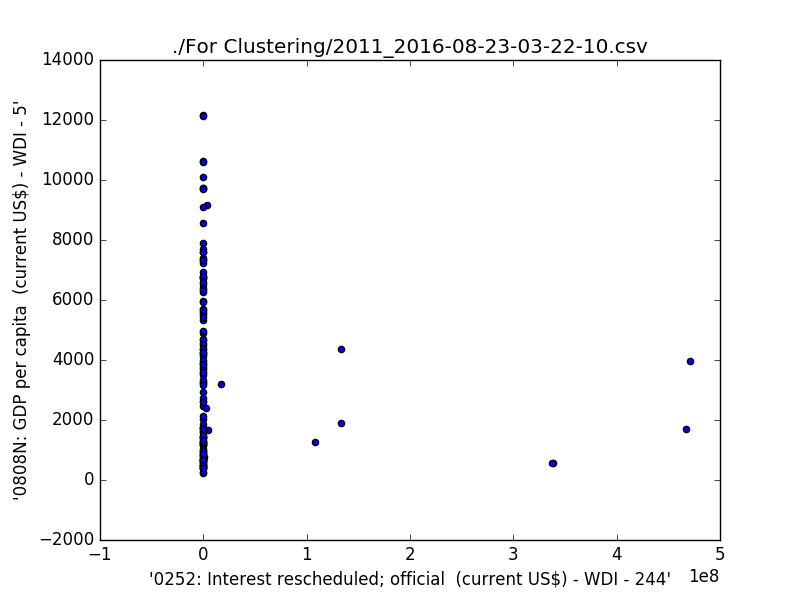 ./For Clustering/2011_2016-08-23-03-22-10.csv
14000
12000
10000
8000
6000
4000
2000
0
−2000
'0808N: GDP per capita  (current US$) - WDI - 5'
−1 0 1 2 3 4 5
1e8
'0252: Interest rescheduled; official  (current US$) - WDI - 244'